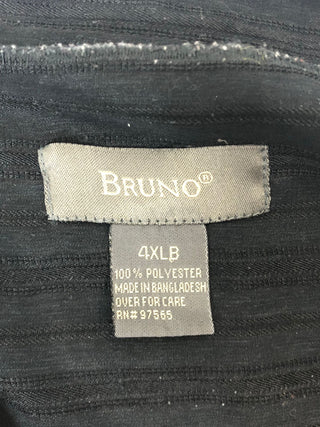 BRUNO®
4XLB
100% POLYESTER
MADE IN BANGLADESH
OVER FOR CARE
RN# 97565